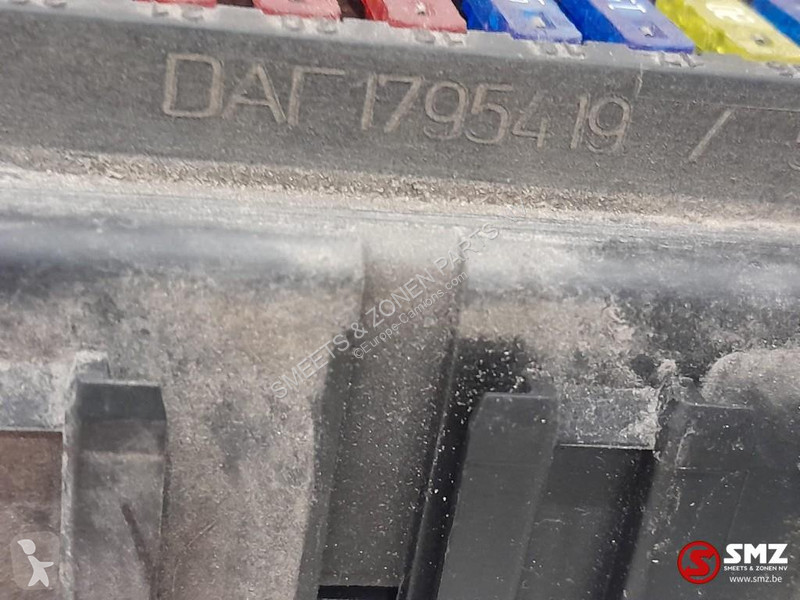 DAF 1795419 /
SMEETS & ZONEN PARTS
©Europe-Camions.com
SMZ
SMEETS & ZONEN NV
www.smz.be